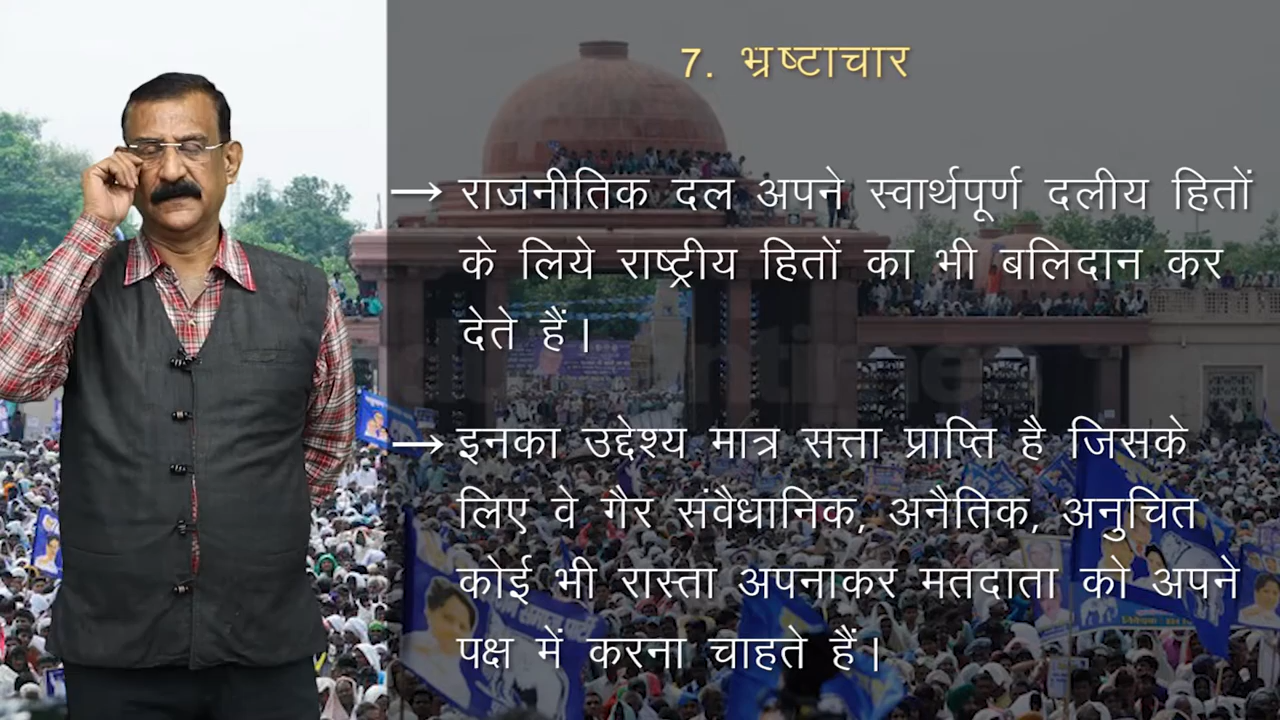 7. भ्रष्टाचार
→ राजनीतिक दल अपने स्वार्थपूर्ण दलीय हितों
के लिये राष्ट्रीय हितों का भी बलिदान कर
देते हैं।
→ इनका उद्देश्य मात्र सत्ता प्राप्ति है जिसके
लिए वे गैर संवैधानिक, अनैतिक, अनुचित
कोई भी रास्ता अपनाकर मतदाता को अपने
पक्ष में करना चाहते हैं।